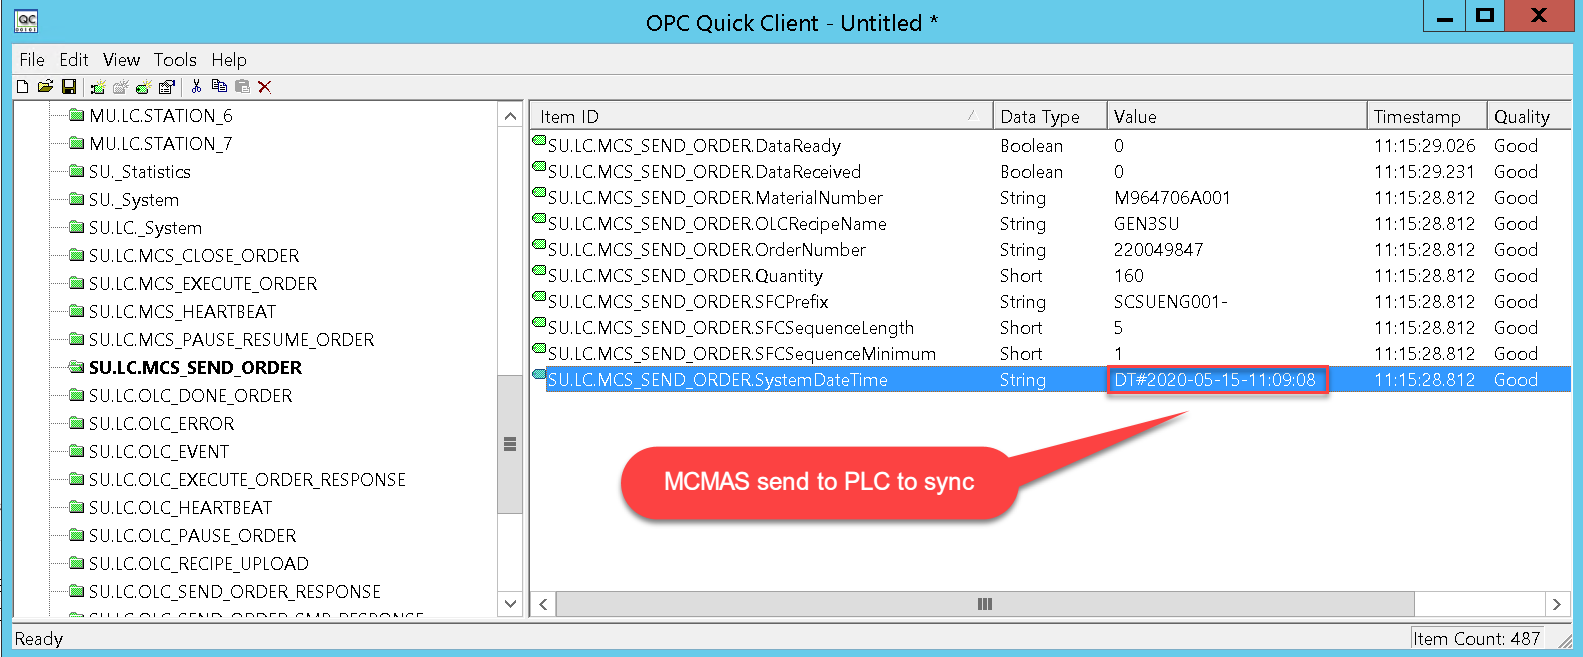 OPC Quick Client - Untitled *
File Edit View Tools Help
MU.LC.STATION_6
MU.LC.STATION_7
SU._Statistics
SU._System
SU.LC._System
SU.LC.MCS_CLOSE_ORDER
SU.LC.MCS_EXECUTE_ORDER
SU.LC.MCS_HEARTBEAT
SU.LC.MCS_PAUSE_RESUME_ORDER
SU.LC.MCS_SEND_ORDER
SU.LC.OLC_DONE_ORDER
SU.LC.OLC_ERROR
SU.LC.OLC_EVENT
SU.LC.OLC_EXECUTE_ORDER_RESPONSE
SU.LC.OLC_HEARTBEAT
SU.LC.OLC_PAUSE_ORDER
SU.LC.OLC_RECIPE_UPLOAD
SU.LC.OLC_SEND_ORDER_RESPONSE
Item ID Data Type Value Timestamp Quality
SU.LC.MCS_SEND_ORDER.DataReady Boolean 0 11:15:29.026 Good
SU.LC.MCS_SEND_ORDER.DataReceived Boolean 0 11:15:29.231 Good
SU.LC.MCS_SEND_ORDER.MaterialNumber String M964706A001 11:15:28.812 Good
SU.LC.MCS_SEND_ORDER.OLCRecipeName String GEN3SU 11:15:28.812 Good
SU.LC.MCS_SEND_ORDER.OrderNumber String 220049847 11:15:28.812 Good
SU.LC.MCS_SEND_ORDER.Quantity Short 160 11:15:28.812 Good
SU.LC.MCS_SEND_ORDER.SFCPrefix String SCSUENG001- 11:15:28.812 Good
SU.LC.MCS_SEND_ORDER.SFCSequenceLength Short 5 11:15:28.812 Good
SU.LC.MCS_SEND_ORDER.SFCSequenceMinimum Short 1 11:15:28.812 Good
SU.LC.MCS_SEND_ORDER.SystemDateTime String DT#2020-05-15-11:09:08 11:15:28.812 Good
MCMAS send to PLC to sync
Ready
Item Count: 487